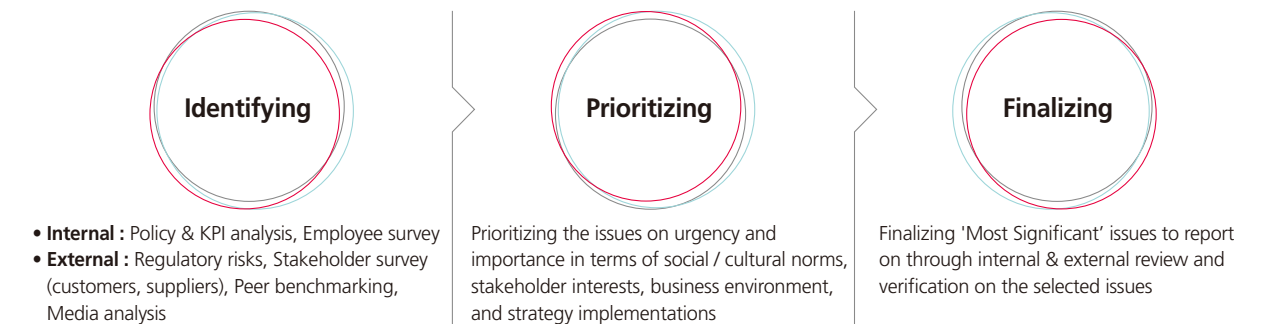 Identifying
• Internal : Policy & KPI analysis, Employee survey
• External : Regulatory risks, Stakeholder survey
(customers, suppliers), Peer benchmarking,
Media analysis
Prioritizing
Prioritizing the issues on urgency and
importance in terms of social / cultural norms,
stakeholder interests, business environment,
and strategy implementations
Finalizing
Finalizing 'Most Significant’ issues to report
on through internal & external review and
verification on the selected issues